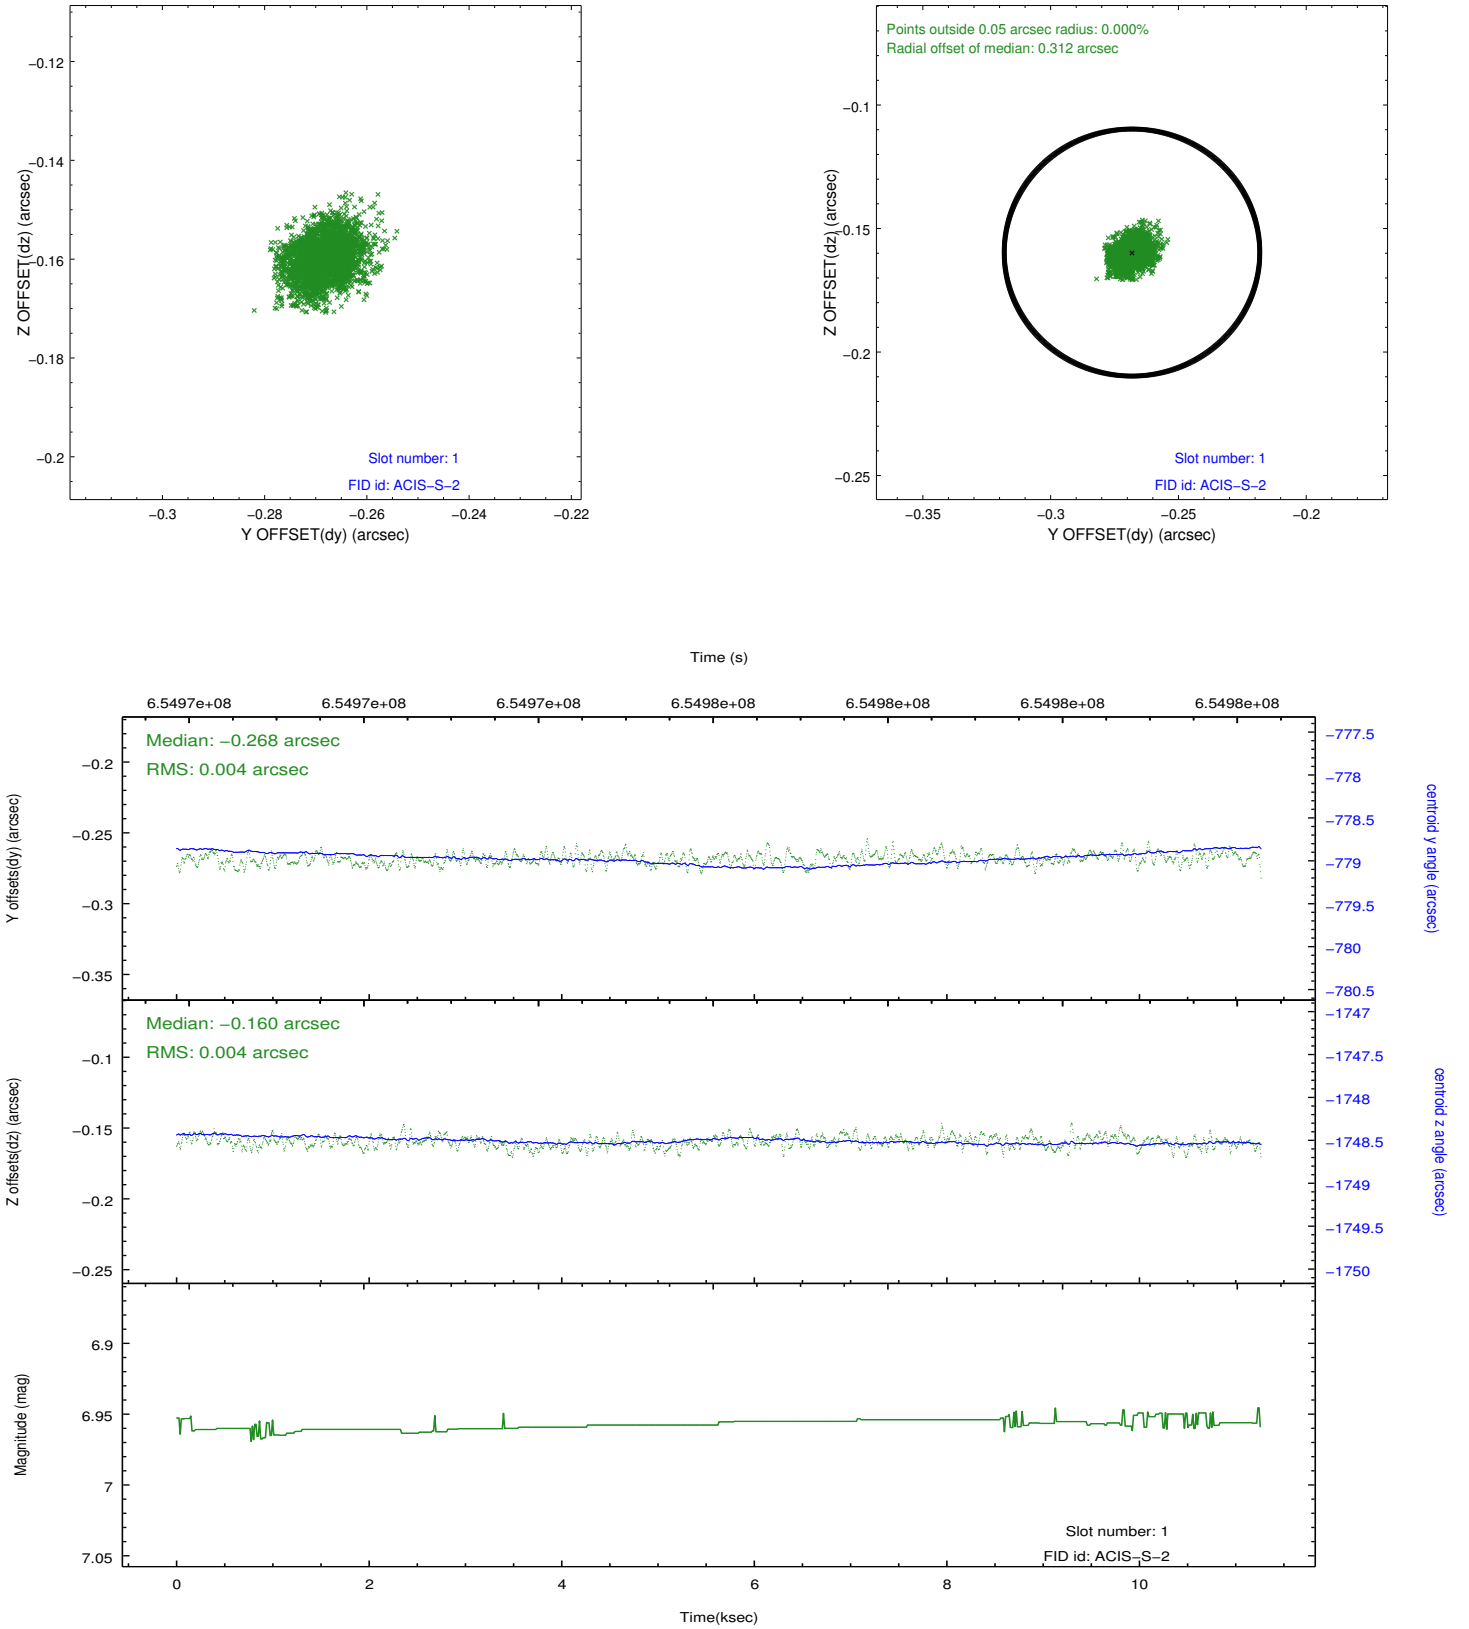 −0.12
−0.14
−0.16
−0.18
−0.2
Z OFFSET(dz) (arcsec)
Slot number: 1
FID id: ACIS−S−2
−0.3
−0.28
−0.26
−0.24
−0.22
Y OFFSET(dy) (arcsec)
Points outside 0.05 arcsec radius: 0.000%
Radial offset of median: 0.312 arcsec
−0.1
−0.15
−0.2
−0.25
Z OFFSET(dz) (arcsec)
Slot number: 1
FID id: ACIS−S−2
−0.35
−0.3
−0.25
−0.2
Y OFFSET(dy) (arcsec)
Time (s)
6.5497e+08
6.5497e+08
6.5497e+08
6.5498e+08
6.5498e+08
6.5498e+08
6.5498e+08
Median: −0.268 arcsec
RMS: 0.004 arcsec
−0.2
−0.25
−0.3
−0.35
Y offsets(dy) (arcsec)
−777.5
−778
−778.5
−779
−779.5
−780
−780.5
centroid y angle (arcsec)
Median: −0.160 arcsec
RMS: 0.004 arcsec
−0.1
−0.15
−0.2
−0.25
Z offsets(dz) (arcsec)
−1747
−1747.5
−1748
−1748.5
−1749
−1749.5
−1750
centroid z angle (arcsec)
6.9
6.95
7
7.05
Magnitude (mag)
Slot number: 1
FID id: ACIS−S−2
0
2
4
6
8
10
Time(ksec)